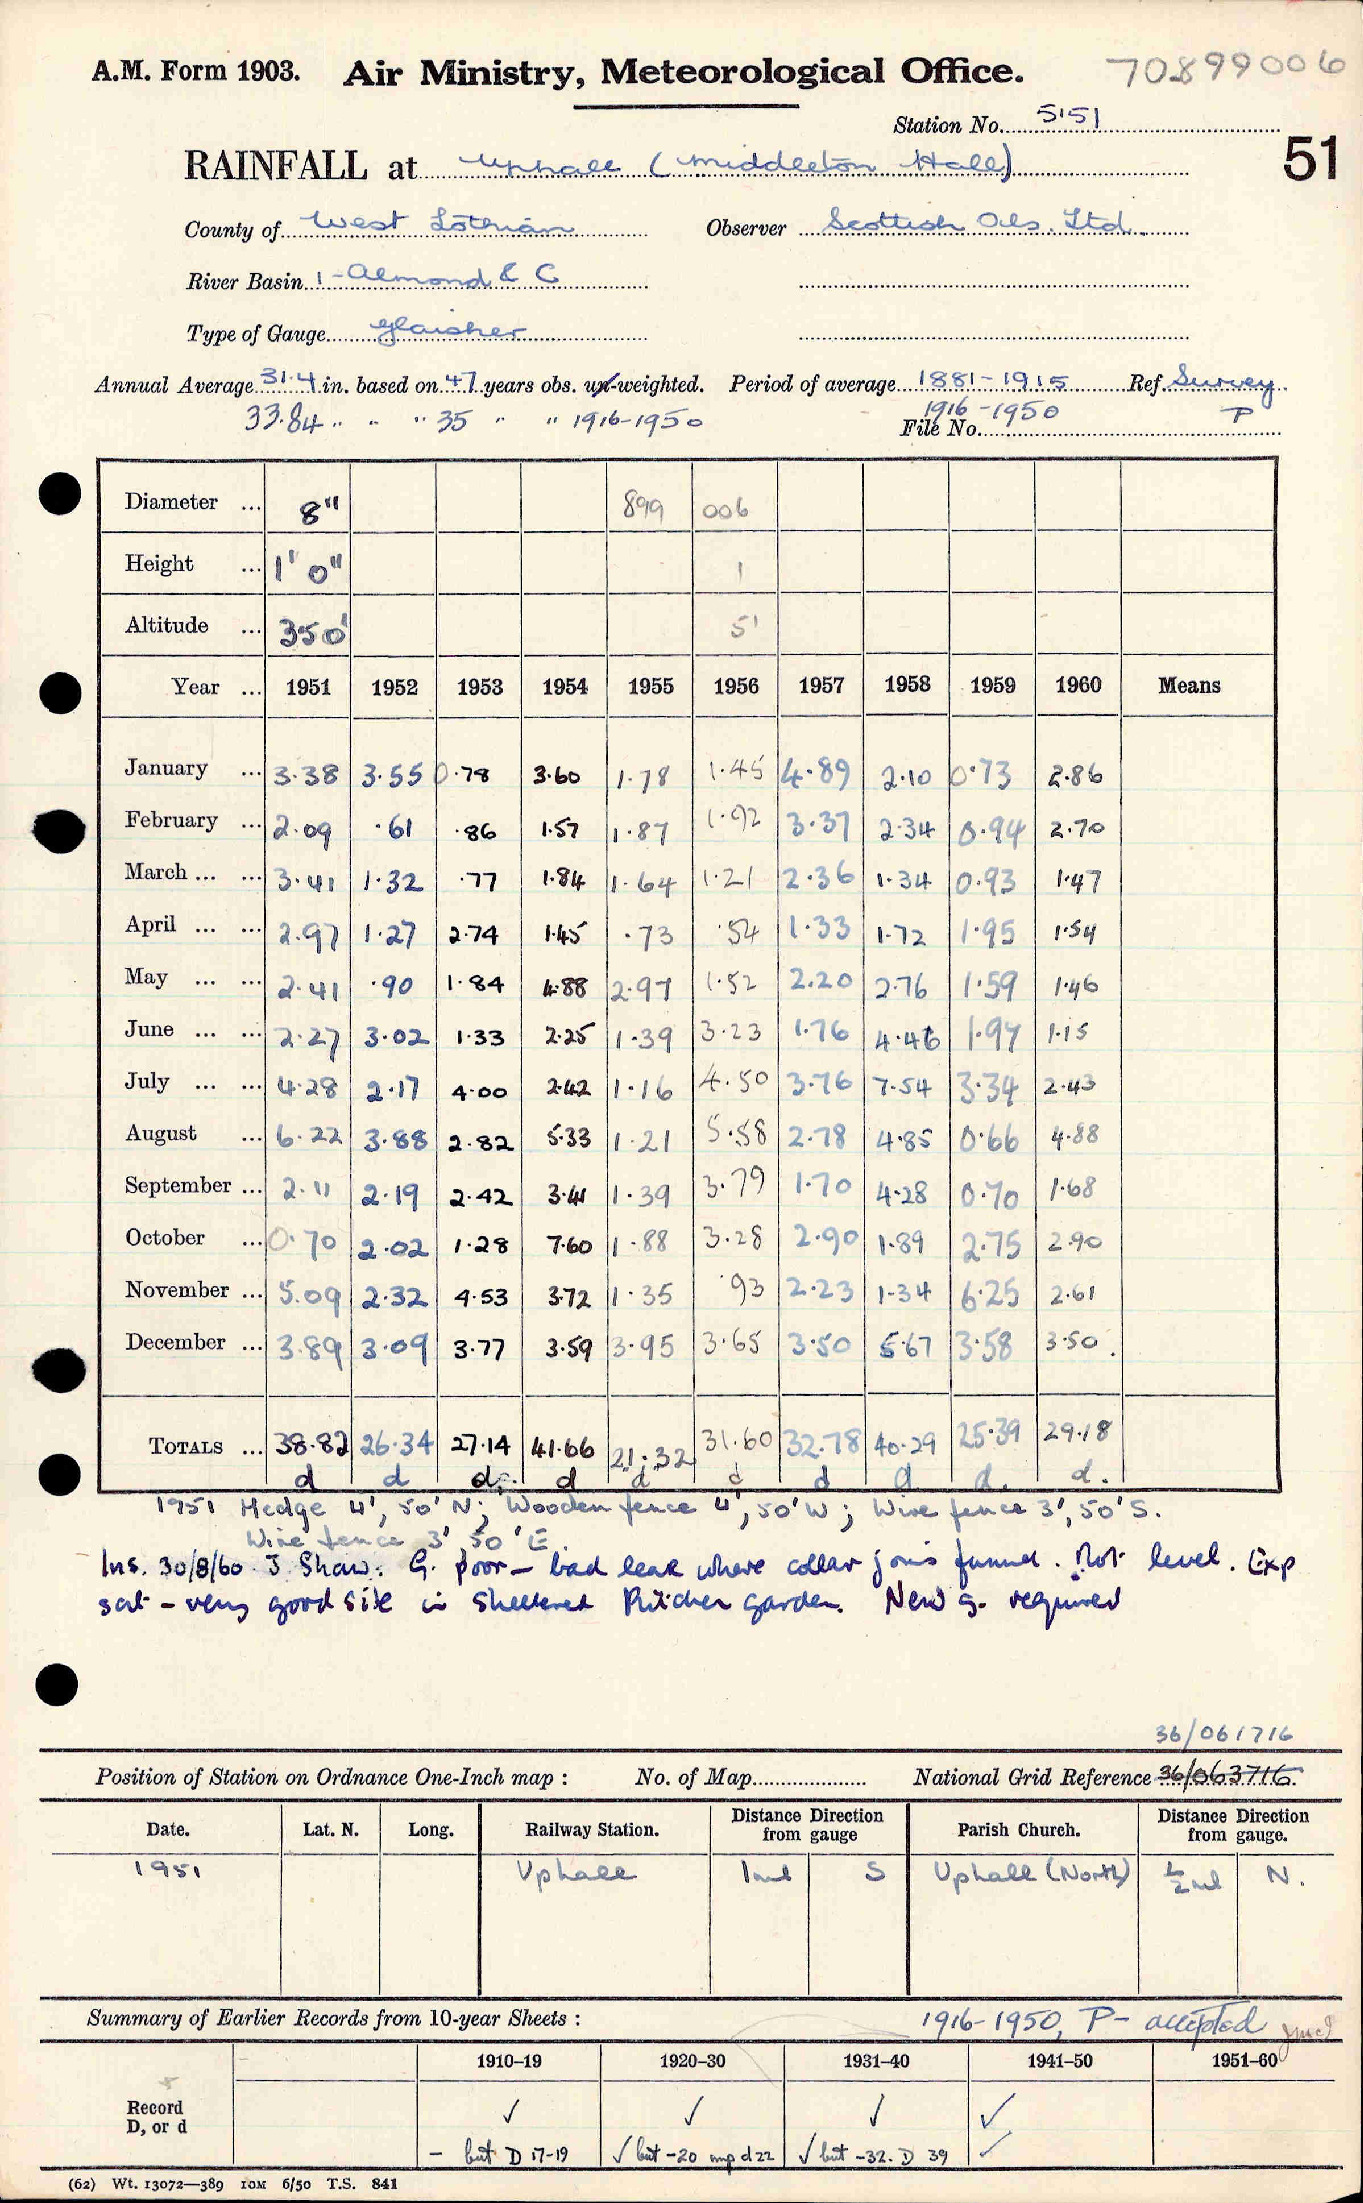 A.M. Form 1903. Air Ministry, Meteorological Office. 70899006
Station No. 5151
51
RAINFALL at Uphall (Middleton Hall)
County of West Lothian Observer Scottish Oils. Ltd.
River Basin 1-Almond & C
Type of Gauge Glaisher
Annual Average 31.4 in. based on 47 years obs. un-weighted. Period of average 1881-1915 Ref. Survey
33.84 " " " 35 " " 1916-1950 1916-1950 P
File No.
Diameter ... 8" 899 006
Height ... 1' 0" 1
Altitude ... 350' 51
Year ... 1951 1952 1953 1954 1955 1956 1957 1958 1959 1960 Means
January ... 3.38 3.55 0.78 3.60 1.78 1.45 4.89 2.10 0.73 2.86
February ... 2.09 .61 .86 1.57 1.87 1.92 3.37 2.34 0.94 2.70
March ... ... 3.41 1.32 .77 1.84 1.64 1.21 2.36 1.34 0.93 1.47
April ... ... 2.97 1.27 2.74 1.45 .73 .54 1.33 1.72 1.95 1.54
May ... ... 2.41 .90 1.84 4.88 2.97 1.52 2.20 2.76 1.59 1.46
June ... ... 2.27 3.02 1.33 2.25 1.39 3.23 1.76 4.46 1.97 1.15
July ... ... 4.28 2.17 4.00 2.42 1.16 4.50 3.76 7.54 3.34 2.43
August ... 6.22 3.88 2.82 5.33 1.21 5.58 2.78 4.85 0.66 4.88
September ... 2.11 2.19 2.42 3.41 1.39 3.79 1.70 4.28 0.70 1.68
October ... 0.70 2.02 1.28 7.60 1.88 3.28 2.90 1.89 2.75 2.90
November ... 5.09 2.32 4.53 3.72 1.35 .93 2.23 1.34 6.25 2.61
December ... 3.89 3.09 3.77 3.59 3.95 3.65 3.50 5.67 3.58 3.50.
TOTALS ... 38.82 26.34 27.14 41.66 21.32 31.60 32.78 40.29 25.39 29.18
d d d. d d d d d d. d.
1951 Hedge 4', 50' N; Wooden fence 4', 50' W; Wire fence 3', 50' S.
Wire fence 3', 50' E.
Ins. 30/8/60. J. Shaw. G. poor - bad leak where collar joins funnel. Not level. Exp
sat - very good site in sheltered Kitchen garden. New g. required
36/061716
Position of Station on Ordnance One-Inch map : No. of Map National Grid Reference 36/063716.
Date. Lat. N. Long. Railway Station. Distance Direction from gauge Parish Church. Distance Direction from gauge.
1951 Uphall 1ml S Uphall (North) ½ml N.
Summary of Earlier Records from 10-year Sheets : 1916-1950, P- accepted
1910-19 1920-30 1931-40 1941-50 1951-60
Record D, or d ✓ ✓ ✓ ✓
- but D 17-19 ✓ but -20 imp d 22 ✓ but -32. D 39 ✓
(62) Wt. 13072—389 10M 6/50 T.S. 841